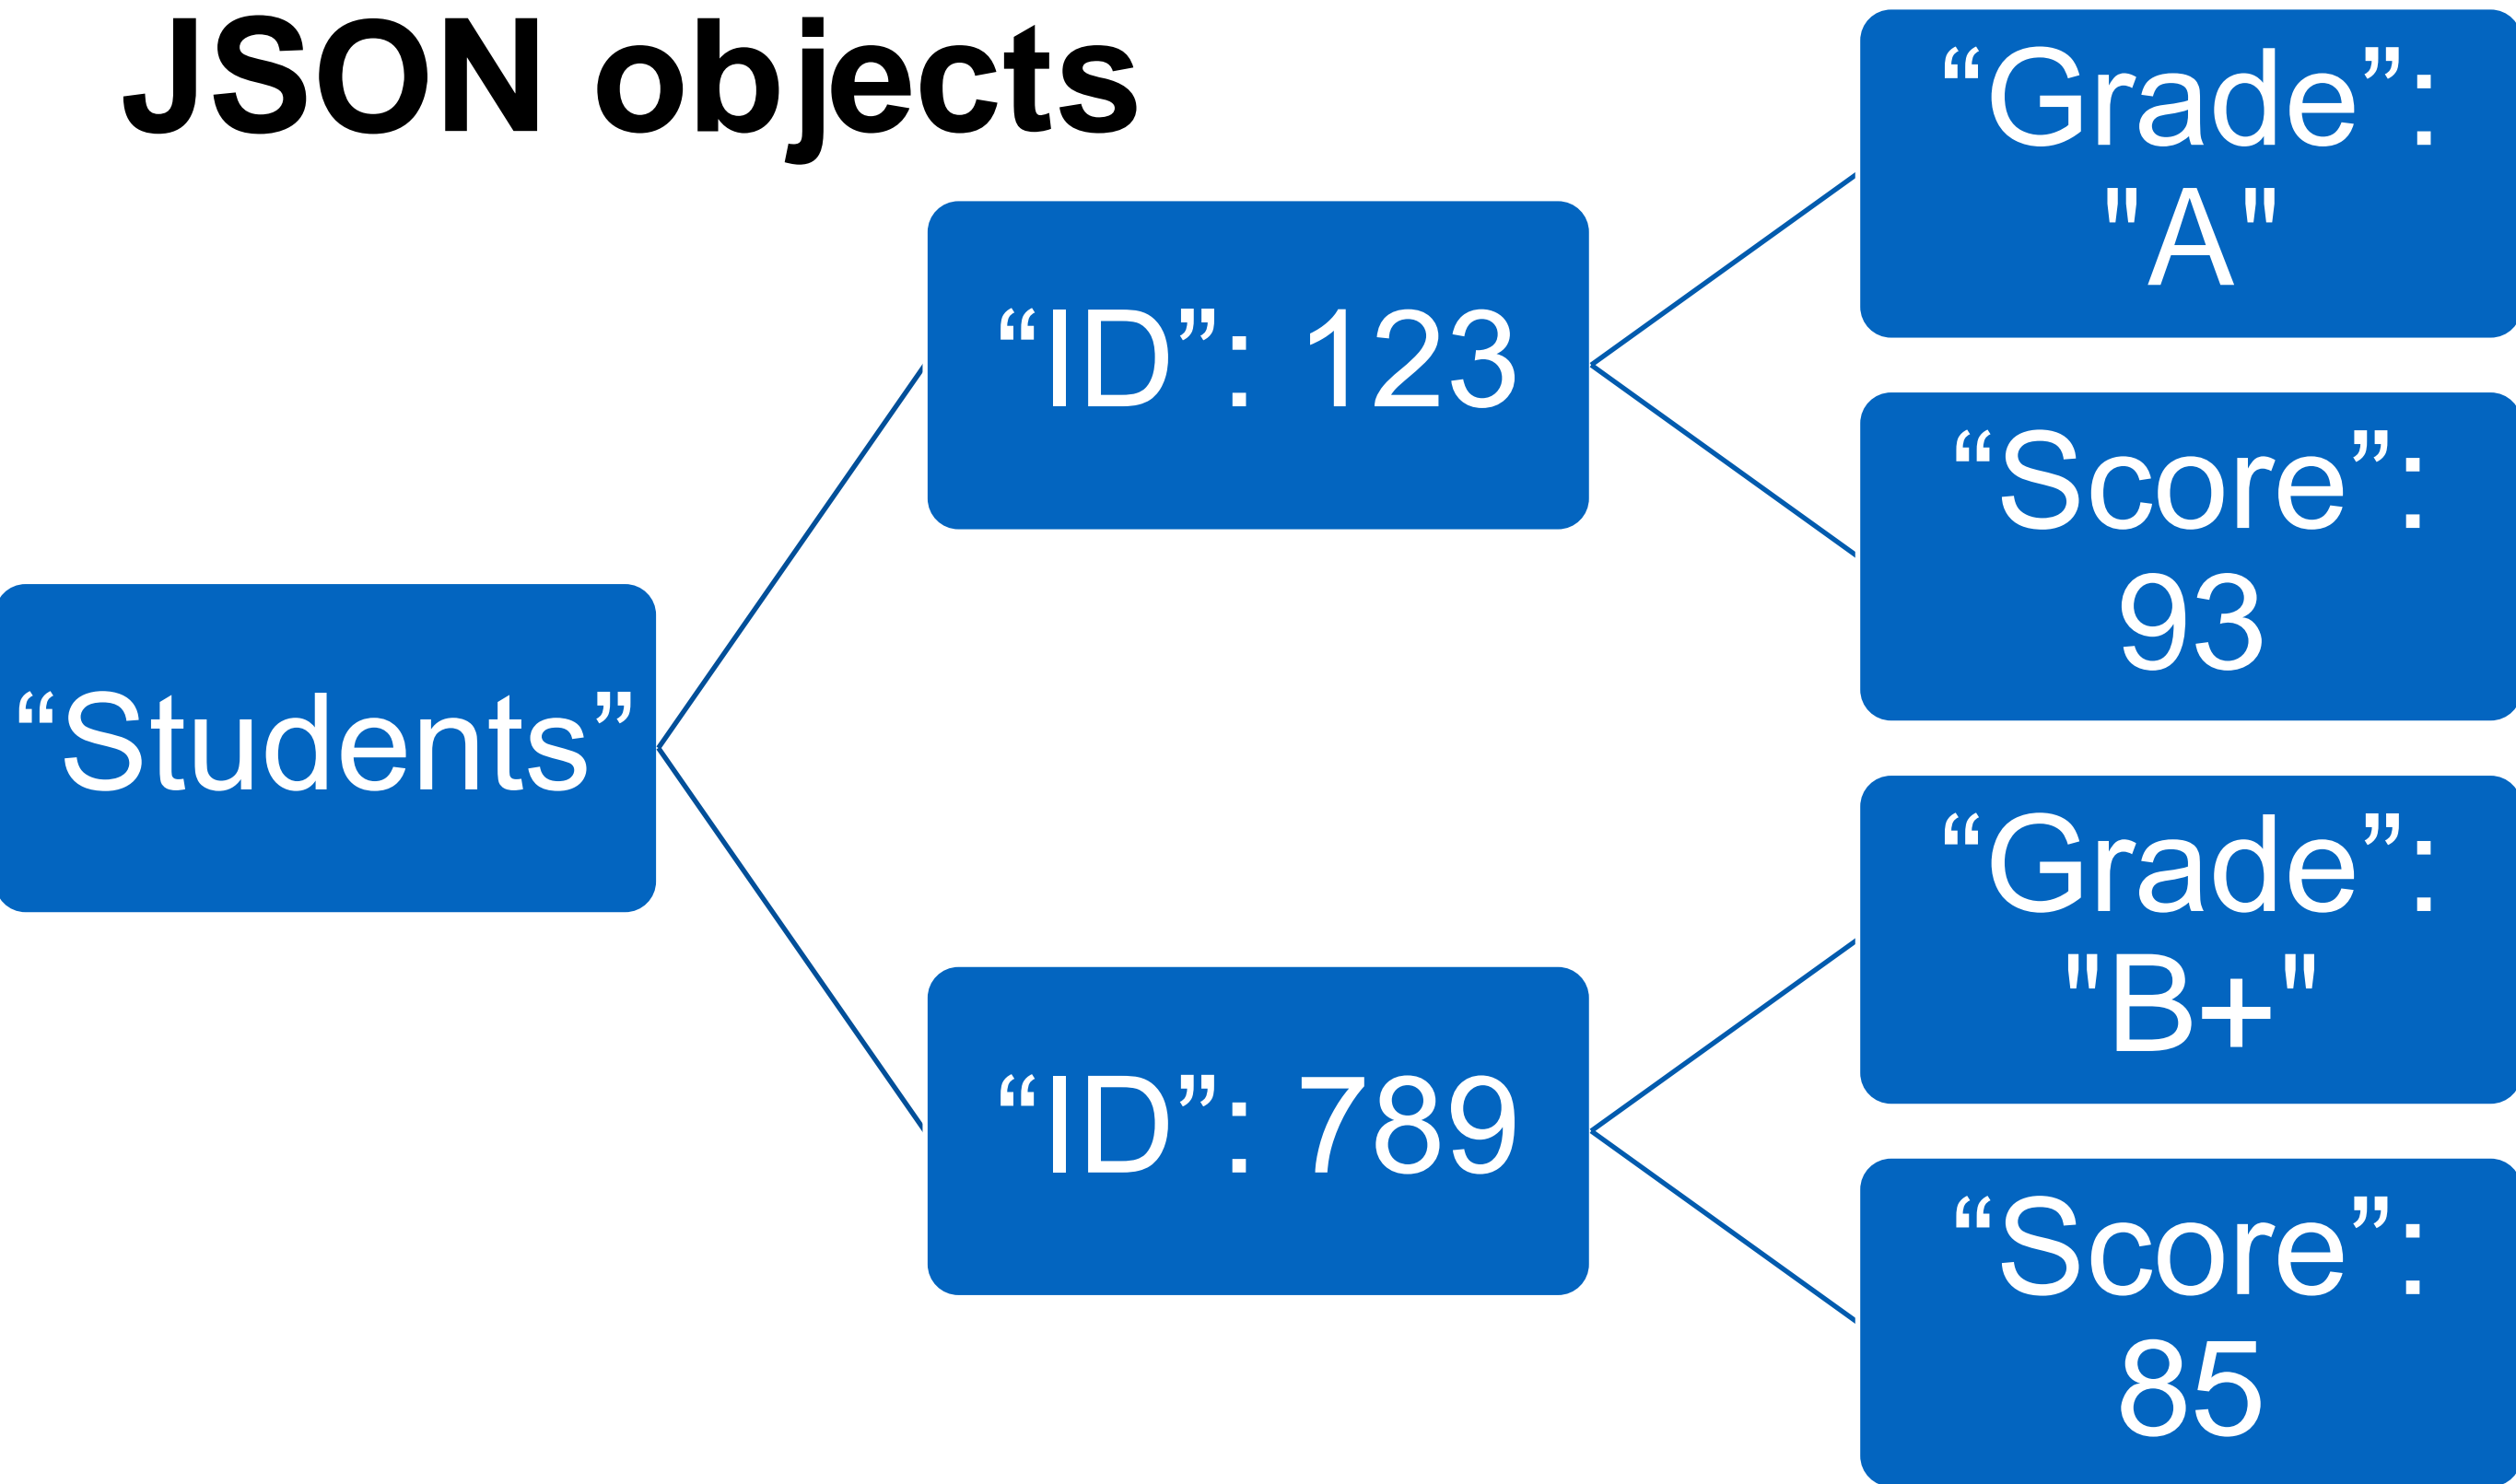 JSON objects
“Students”
“ID”: 123
“Grade”:
"A"
“Score”:
93
“ID”: 789
“Grade”:
"B+"
“Score”:
85